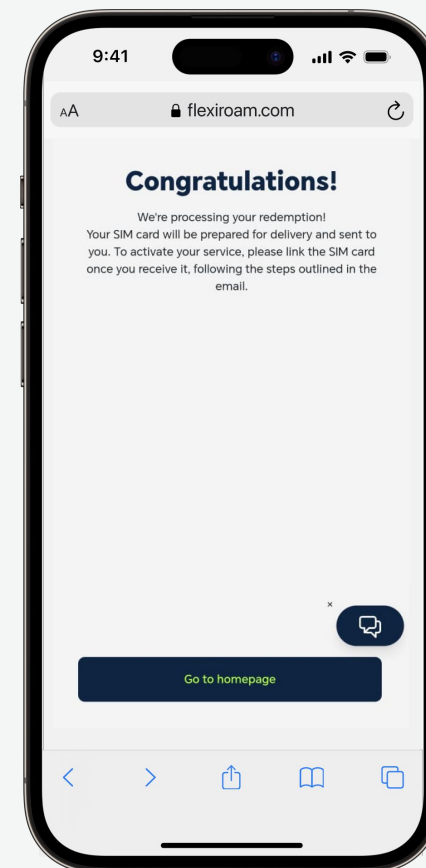 9:41
AA
flexiroam.com
Congratulations!
We're processing your redemption!
Your SIM card will be prepared for delivery and sent to
you. To activate your service, please link the SIM card
once you receive it, following the steps outlined in the
email.
×
Go to homepage